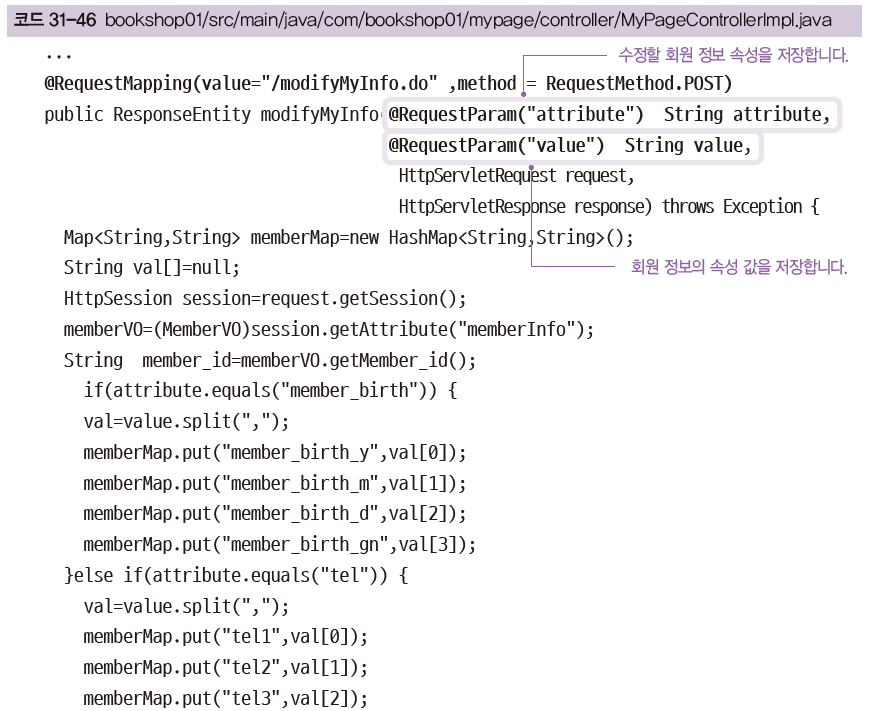 코드 31-46 bookshop01/src/main/java/com/bookshop01/mypage/controller/MyPageControllerImpl.java
...
수정할 회원 정보 속성을 저장합니다.
@RequestMapping(value="/modifyMyInfo.do" ,method = RequestMethod.POST)
public ResponseEntity modifyMyInfo(@RequestParam("attribute")  String attribute,
@RequestParam("value")  String value,
HttpServletRequest request,
HttpServletResponse response) throws Exception {
Map<String,String> memberMap=new HashMap<String,String>();
String val[]=null;
회원 정보의 속성 값을 저장합니다.
HttpSession session=request.getSession();
memberVO=(MemberVO)session.getAttribute("memberInfo");
String  member_id=memberVO.getMember_id();
if(attribute.equals("member_birth")) {
val=value.split(",");
memberMap.put("member_birth_y",val[0]);
memberMap.put("member_birth_m",val[1]);
memberMap.put("member_birth_d",val[2]);
memberMap.put("member_birth_gn",val[3]);
}else if(attribute.equals("tel")) {
val=value.split(",");
memberMap.put("tel1",val[0]);
memberMap.put("tel2",val[1]);
memberMap.put("tel3",val[2]);